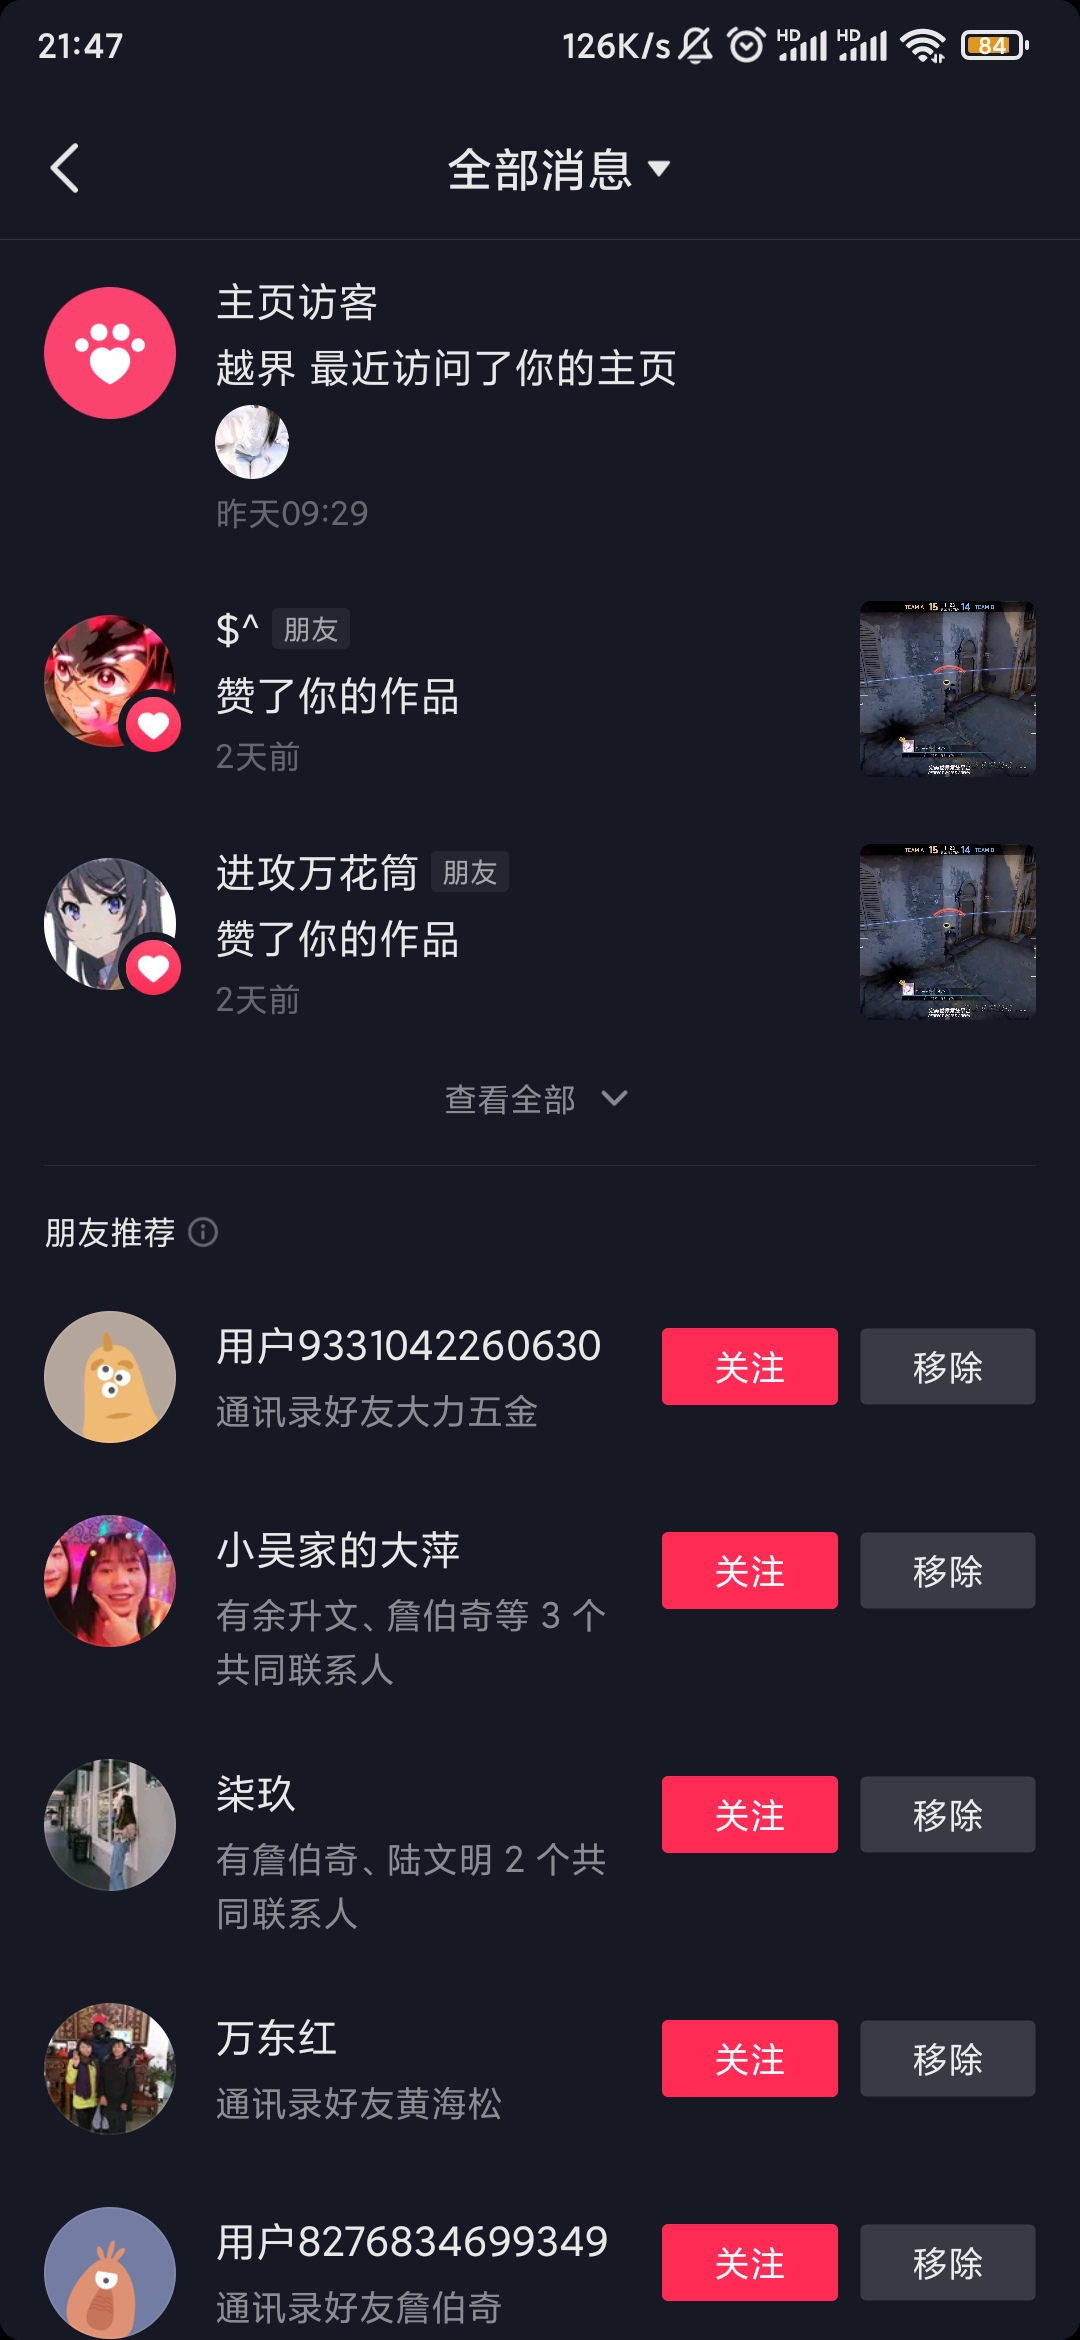 21:47
126K/s HD HD 84
全部消息
主页访客
越界 最近访问了你的主页
昨天09:29
$^ 朋友
赞了你的作品
2天前
TEAM A 15 14 TEAM B
进攻万花筒 朋友
赞了你的作品
2天前
TEAM A 15 14 TEAM B
查看全部
朋友推荐
用户9331042260630
通讯录好友大力五金
关注 移除
小吴家的大萍
有余升文、詹伯奇等 3 个
共同联系人
关注 移除
柒玖
有詹伯奇、陆文明 2 个共
同联系人
关注 移除
万东红
通讯录好友黄海松
关注 移除
用户8276834699349
通讯录好友詹伯奇
关注 移除